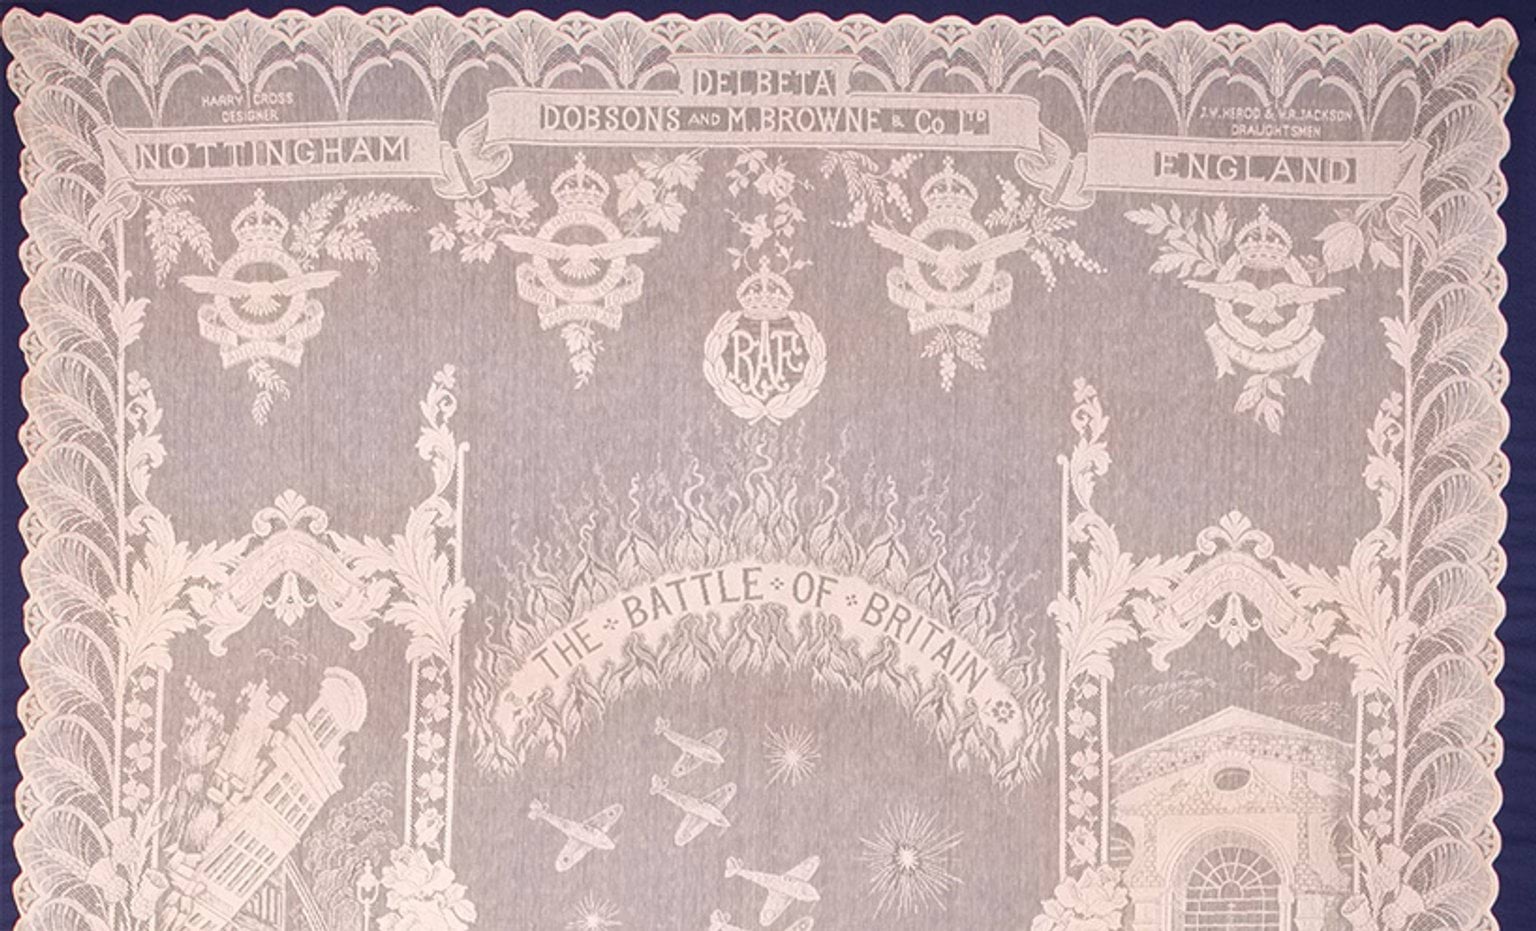 DELBETA
HARRY CROSS
DESIGNER
DOBSONS AND M. BROWNE & Co LTD
J.W. HEROD & W.R. JACKSON
DRAUGHTSMEN
NOTTINGHAM
ENGLAND
RAF
THE BATTLE OF BRITAIN